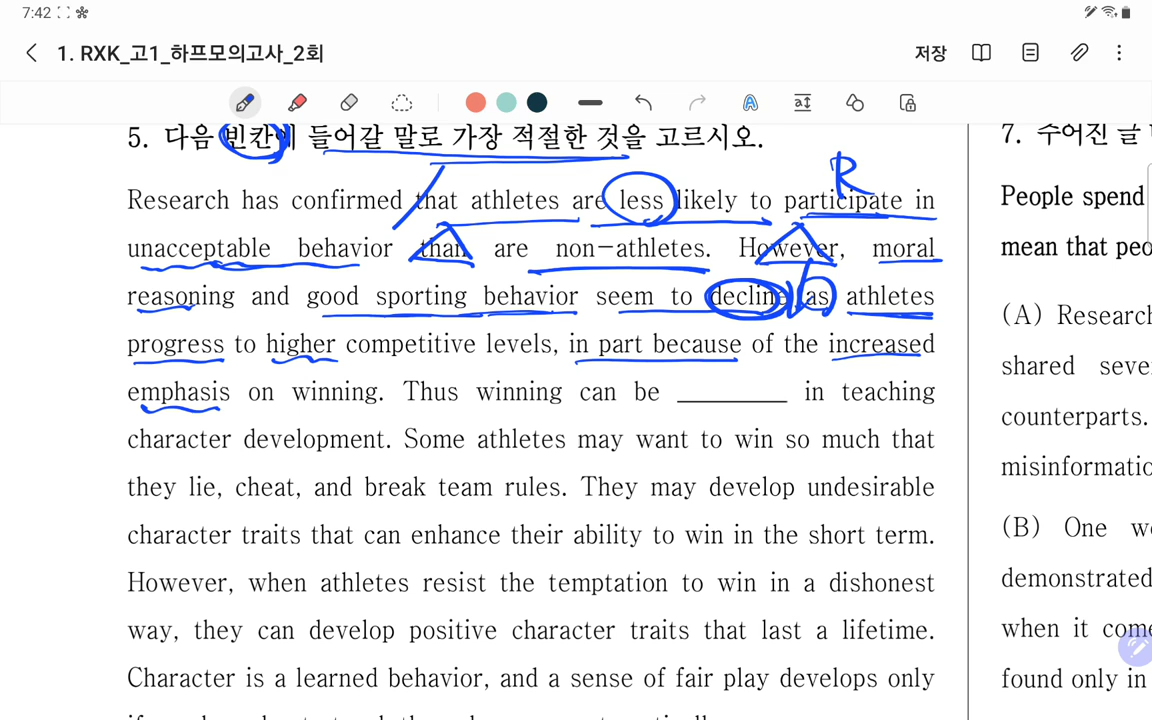 7:42
1. RXK_고1_하프모의고사_2회
저장
5. 다음 빈칸에 들어갈 말로 가장 적절한 것을 고르시오.
R
Research has confirmed that athletes are less likely to participate in
unacceptable behavior than are non-athletes. However, moral
reasoning and good sporting behavior seem to decline as athletes
progress to higher competitive levels, in part because of the increased
emphasis on winning. Thus winning can be ________ in teaching
character development. Some athletes may want to win so much that
they lie, cheat, and break team rules. They may develop undesirable
character traits that can enhance their ability to win in the short term.
However, when athletes resist the temptation to win in a dishonest
way, they can develop positive character traits that last a lifetime.
Character is a learned behavior, and a sense of fair play develops only
7. 주어진 글
People spend
mean that peo
(A) Research
shared seve
counterparts.
misinformatio
(B) One w
demonstrated
when it com
found only in